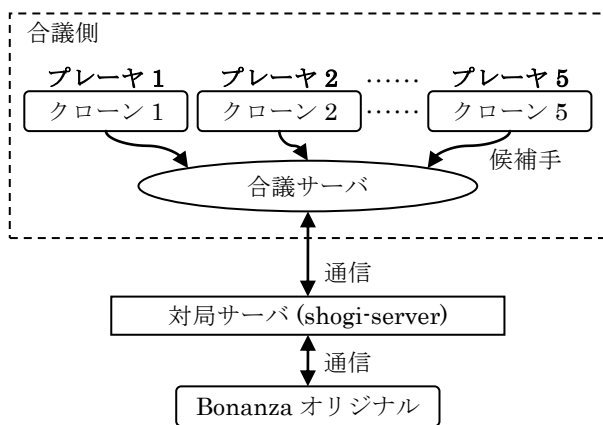 合議側
プレーヤ 1 プレーヤ 2 …… プレーヤ 5
クローン 1 クローン 2 …… クローン 5
候補手
合議サーバ
通信
対局サーバ (shogi-server)
通信
Bonanza オリジナル